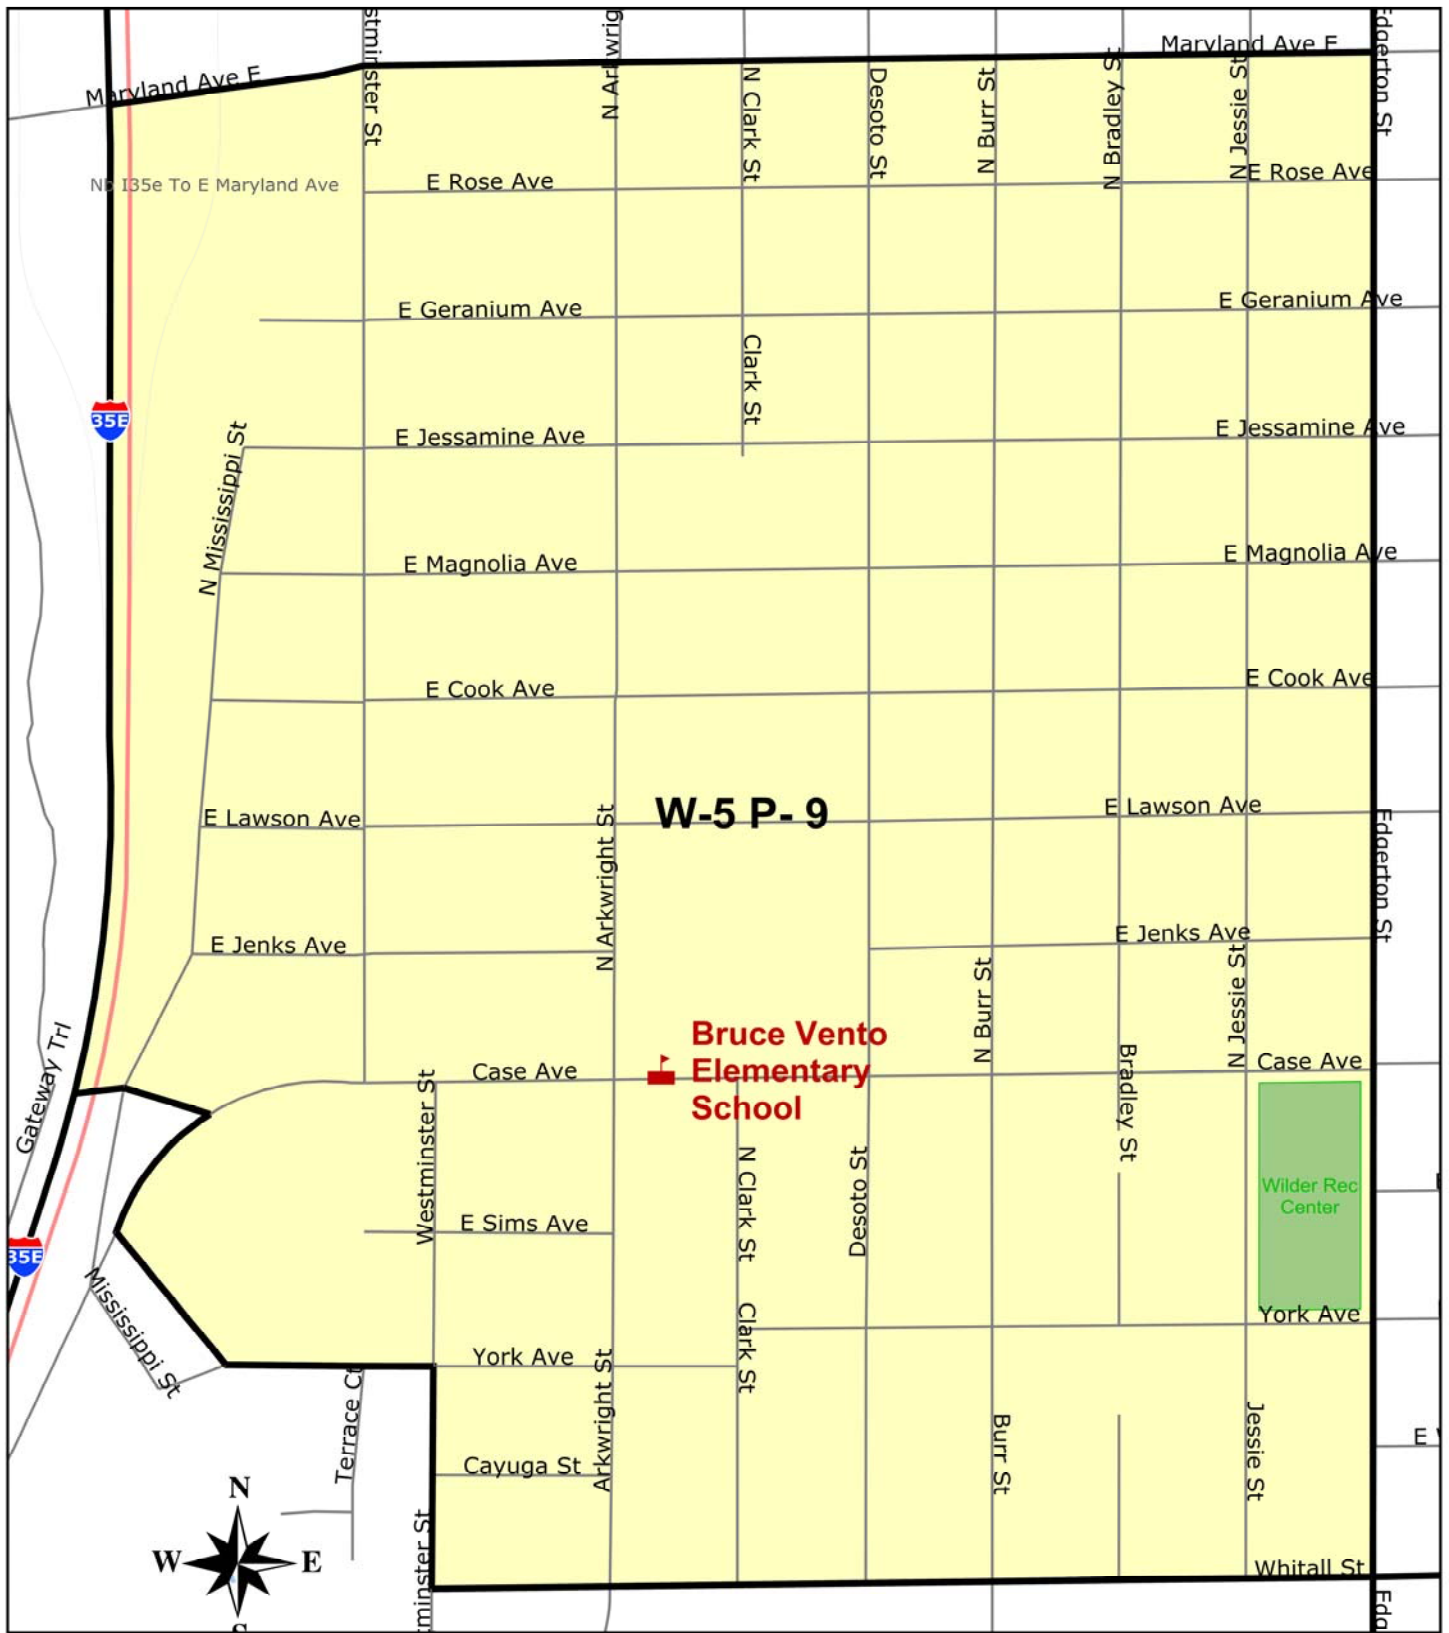 stminster St
N Arkwrig
Maryland Ave E
Edgerton St
Maryland Ave E
N Clark St
Desoto St
N Burr St
N Bradley St
N Jessie St
Nb I35e To E Maryland Ave
E Rose Ave
E Rose Ave
E Geranium Ave
E Geranium Ave
Clark St
35E
N Mississippi St
E Jessamine Ave
E Jessamine Ave
E Magnolia Ave
E Magnolia Ave
E Cook Ave
E Cook Ave
W-5 P- 9
E Lawson Ave
E Lawson Ave
N Arkwright St
Edgerton St
E Jenks Ave
E Jenks Ave
N Burr St
N Jessie St
Gateway Trl
Bruce Vento
Elementary
School
Case Ave
Case Ave
Bradley St
Westminster St
N Clark St
Desoto St
Wilder Rec
Center
E Sims Ave
35E
Mississippi St
Clark St
York Ave
York Ave
Terrace Ct
Arkwright St
Burr St
Jessie St
E
Cayuga St
N
W
E
S
minster St
Whitall St
Edg